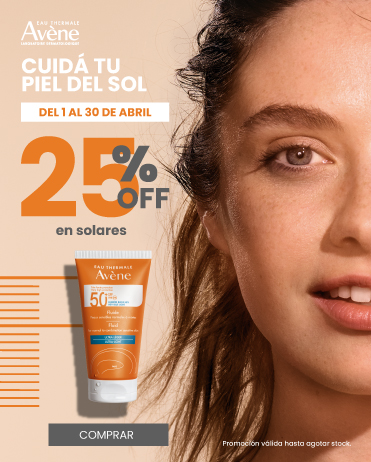 EAU THERMALE
Avène
CUIDÁ TU
PIEL DEL SOL
DEL 1 AL 30 DE ABRIL
25%
OFF
en solares
EAU THERMALE
Avène
50+
Fluide
Fluid
COMPRAR
Promoción válida hasta agotar stock.